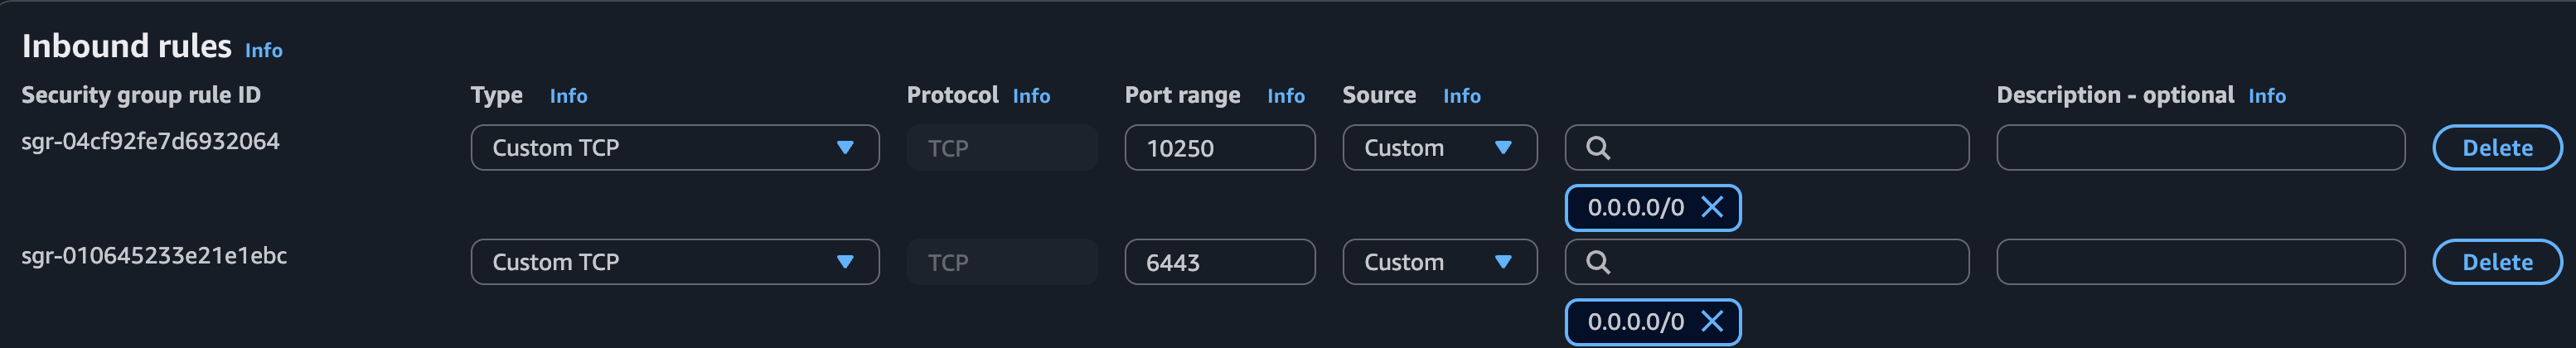 Inbound rules Info
Security group rule ID Type Info Protocol Info Port range Info Source Info Description - optional Info
sgr-04cf92fe7d6932064 Custom TCP TCP 10250 Custom Delete
0.0.0.0/0
sgr-010645233e21e1ebc Custom TCP TCP 6443 Custom Delete
0.0.0.0/0